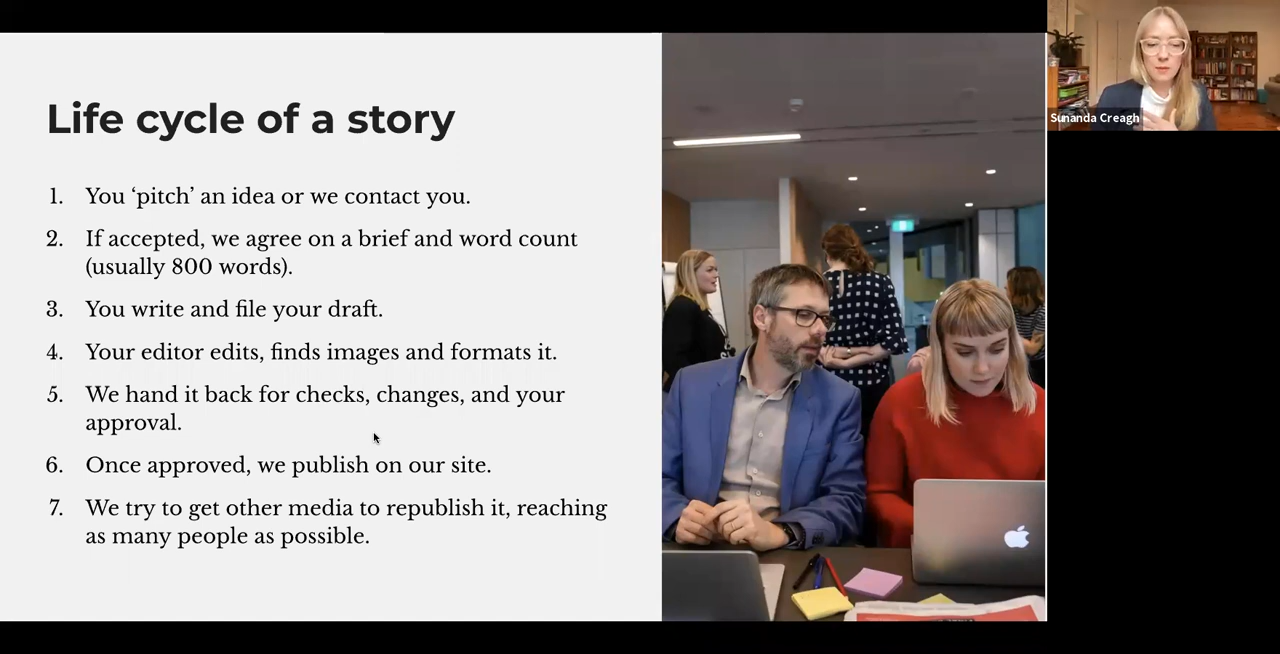 Life cycle of a story
1. You ‘pitch’ an idea or we contact you.
2. If accepted, we agree on a brief and word count
(usually 800 words).
3. You write and file your draft.
4. Your editor edits, finds images and formats it.
5. We hand it back for checks, changes, and your
approval.
6. Once approved, we publish on our site.
7. We try to get other media to republish it, reaching
as many people as possible.
Sunanda Creagh